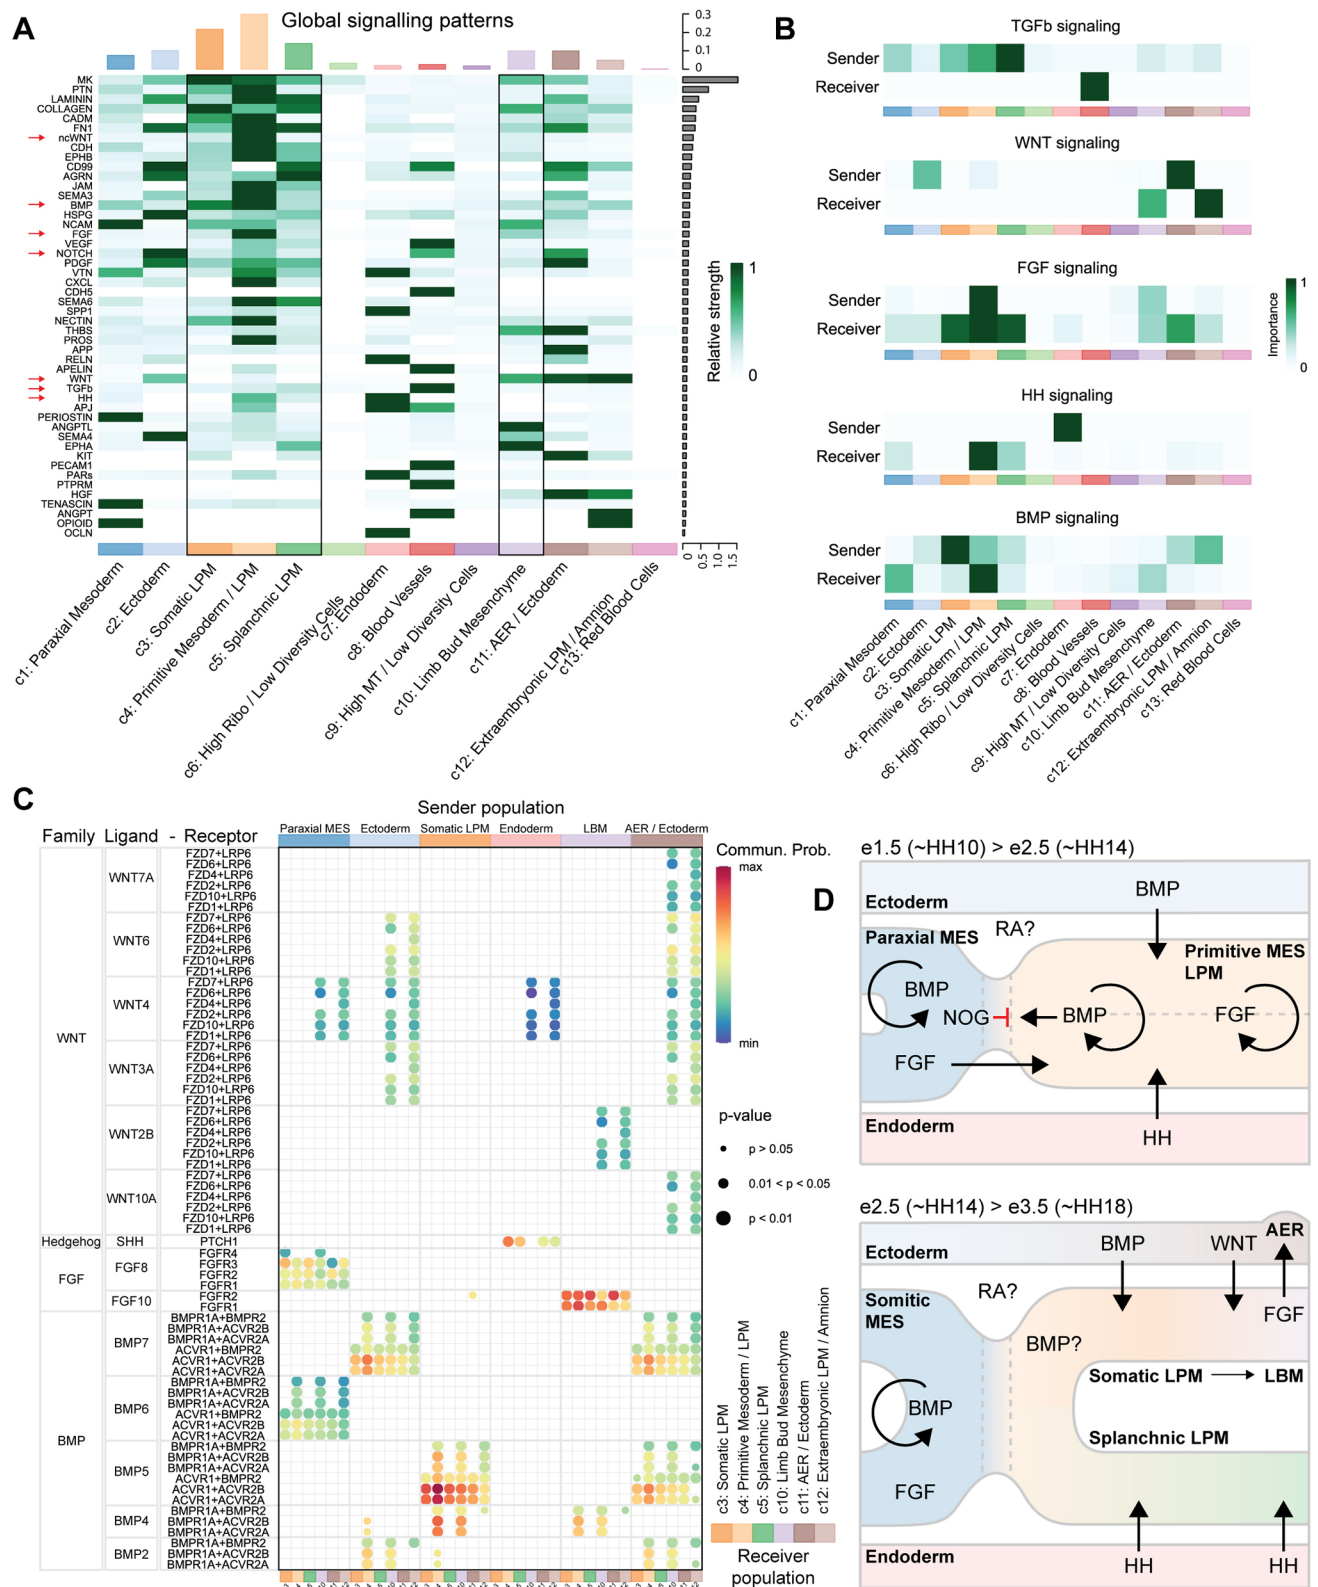 A
Global signalling patterns
0.3
0.2
0.1
0
MK
PTN
LAMININ
COLLAGEN
CADM
FN1
ncWNT
CDH
EPHB
CD99
AGRN
JAM
SEMA3
BMP
HSPG
NCAM
FGF
VEGF
NOTCH
PDGF
VTN
CXCL
CDH5
SEMA6
SPP1
NECTIN
THBS
PROS
APP
RELN
APELIN
WNT
TGFb
HH
APJ
PERIOSTIN
ANGPTL
SEMA4
EPHA
KIT
PECAM1
PARs
PTPRM
HGF
TENASCIN
ANGPT
OPIOID
OCLN
Relative strength
1
0
0
0.5
1.0
1.5
c1: Paraxial Mesoderm
c2: Ectoderm
c3: Somatic LPM
c4: Primitive Mesoderm / LPM
c5: Splanchnic LPM
c6: High Ribo / Low Diversity Cells
c7: Endoderm
c8: Blood Vessels
c9: High MT / Low Diversity Cells
c10: Limb Bud Mesenchyme
c11: AER / Ectoderm
c12: Extraembryonic LPM / Amnion
c13: Red Blood Cells
B
TGFb signaling
Sender
Receiver
WNT signaling
Sender
Receiver
FGF signaling
Sender
Receiver
HH signaling
Sender
Receiver
BMP signaling
Sender
Receiver
Importance
1
0
c1: Paraxial Mesoderm
c2: Ectoderm
c3: Somatic LPM
c4: Primitive Mesoderm / LPM
c5: Splanchnic LPM
c6: High Ribo / Low Diversity Cells
c7: Endoderm
c8: Blood Vessels
c9: High MT / Low Diversity Cells
c10: Limb Bud Mesenchyme
c11: AER / Ectoderm
c12: Extraembryonic LPM / Amnion
c13: Red Blood Cells
C
Sender population
Family Ligand - Receptor
Paraxial MES Ectoderm Somatic LPM Endoderm LBM AER / Ectoderm
WNT
WNT7A
FZD7+LRP6
FZD6+LRP6
FZD4+LRP6
FZD2+LRP6
FZD10+LRP6
FZD1+LRP6
WNT6
FZD7+LRP6
FZD6+LRP6
FZD4+LRP6
FZD2+LRP6
FZD10+LRP6
FZD1+LRP6
WNT4
FZD7+LRP6
FZD6+LRP6
FZD4+LRP6
FZD2+LRP6
FZD10+LRP6
FZD1+LRP6
WNT3A
FZD7+LRP6
FZD6+LRP6
FZD4+LRP6
FZD2+LRP6
FZD10+LRP6
FZD1+LRP6
WNT2B
FZD7+LRP6
FZD6+LRP6
FZD4+LRP6
FZD2+LRP6
FZD10+LRP6
FZD1+LRP6
WNT10A
FZD7+LRP6
FZD6+LRP6
FZD4+LRP6
FZD2+LRP6
FZD10+LRP6
FZD1+LRP6
Hedgehog SHH PTCH1
FGF
FGF8
FGFR4
FGFR3
FGFR2
FGFR1
FGF10
FGFR2
FGFR1
BMP
BMP7
BMPR1A+BMPR2
BMPR1A+ACVR2B
BMPR1A+ACVR2A
ACVR1+BMPR2
ACVR1+ACVR2B
ACVR1+ACVR2A
BMP6
BMPR1A+BMPR2
BMPR1A+ACVR2B
BMPR1A+ACVR2A
ACVR1+BMPR2
ACVR1+ACVR2B
ACVR1+ACVR2A
BMP5
BMPR1A+BMPR2
BMPR1A+ACVR2B
BMPR1A+ACVR2A
ACVR1+BMPR2
ACVR1+ACVR2B
ACVR1+ACVR2A
BMP4
BMPR1A+BMPR2
BMPR1A+ACVR2B
BMPR1A+ACVR2A
BMP2
BMPR1A+BMPR2
BMPR1A+ACVR2B
BMPR1A+ACVR2A
Commun. Prob.
max
min
p-value
p > 0.05
0.01 < p < 0.05
p < 0.01
c3: Somatic LPM
c4: Primitive Mesoderm / LPM
c5: Splanchnic LPM
c10: Limb Bud Mesenchyme
c11: AER / Ectoderm
c12: Extraembryonic LPM / Amnion
Receiver
population
D
e1.5 (~HH10) > e2.5 (~HH14)
BMP
Ectoderm
RA?
Paraxial MES
Primitive MES
LPM
BMP
NOG
BMP
FGF
FGF
Endoderm
HH
e2.5 (~HH14) > e3.5 (~HH18)
AER
Ectoderm
BMP
WNT
RA?
Somitic
MES
FGF
BMP?
Somatic LPM
LBM
BMP
Splanchnic LPM
FGF
Endoderm
HH
HH